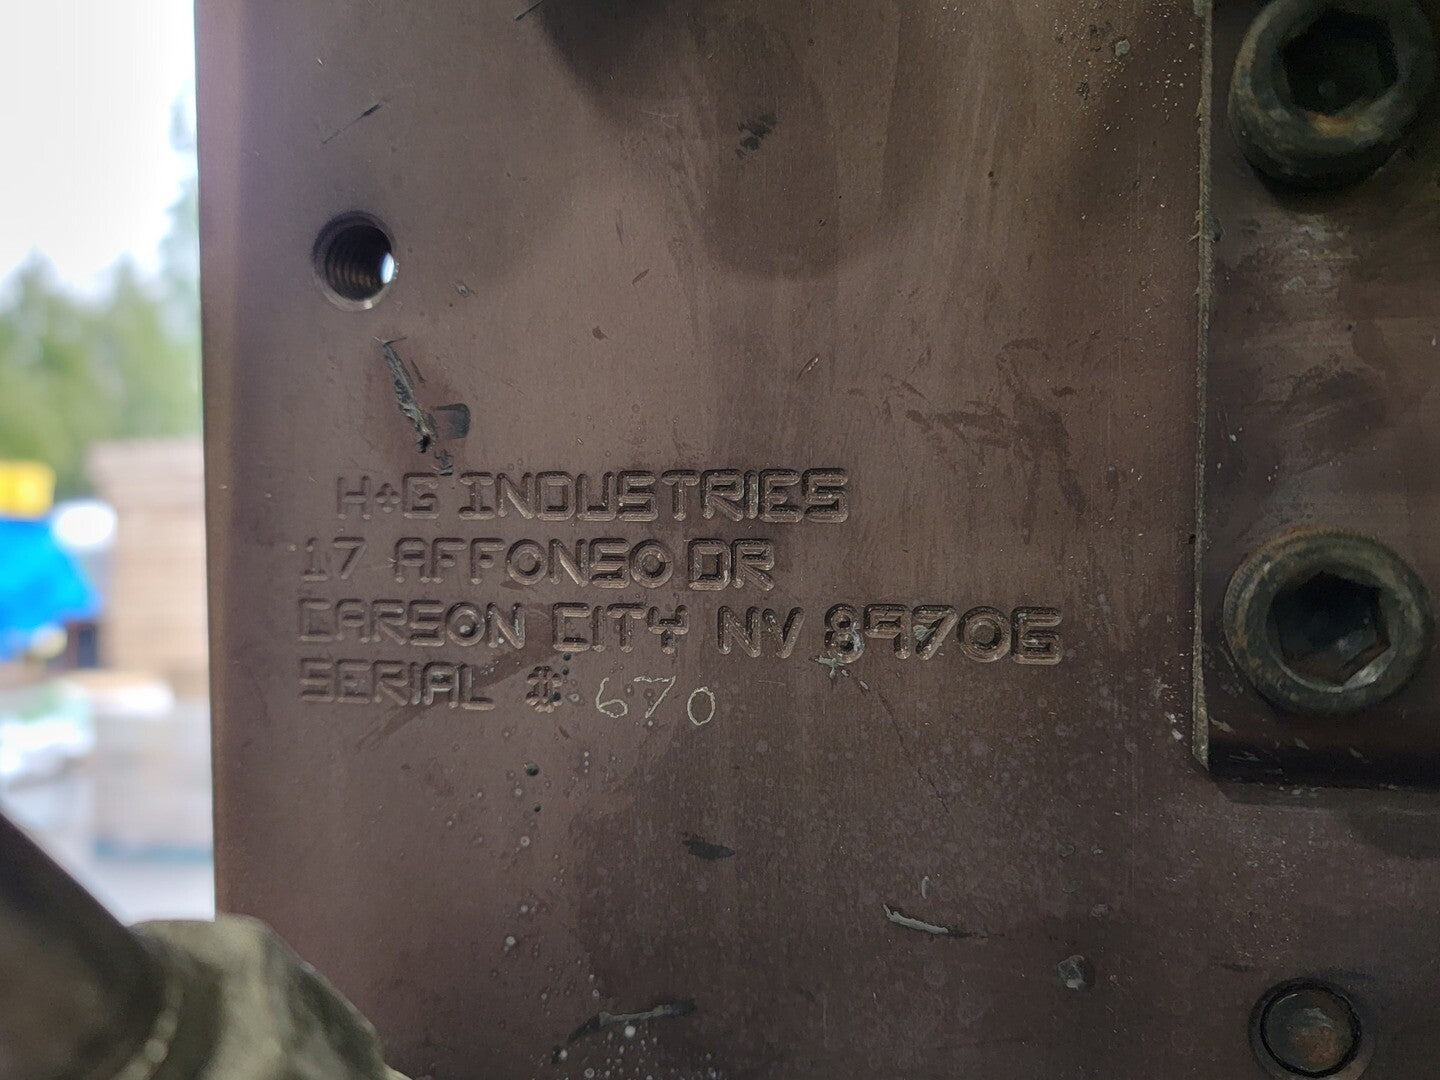 H+G INDUSTRIES
17 AFFONSO DR
CARSON CITY NV 89706
SERIAL # 670